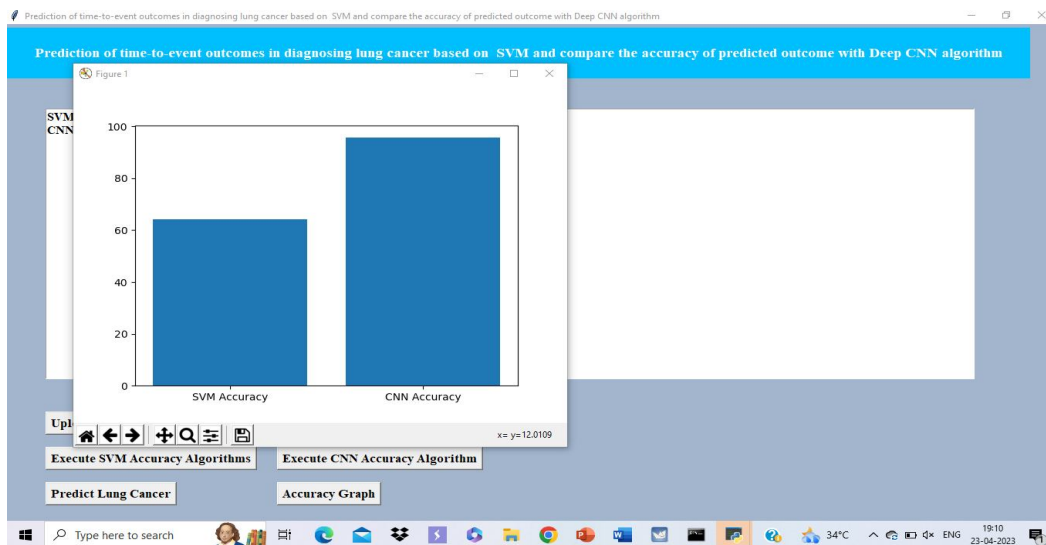 Prediction of time-to-event outcomes in diagnosing lung cancer based on SVM and compare the accuracy of predicted outcome with Deep CNN algorithm
Prediction of time-to-event outcomes in diagnosing lung cancer based on SVM and compare the accuracy of predicted outcome with Deep CNN algorithm
Figure 1
SVM
CNN
100
80
60
40
20
0
SVM Accuracy CNN Accuracy
Upl
x= y=12.0109
Execute SVM Accuracy Algorithms Execute CNN Accuracy Algorithm
Predict Lung Cancer Accuracy Graph
Type here to search 34°C ENG 19:10
23-04-2023